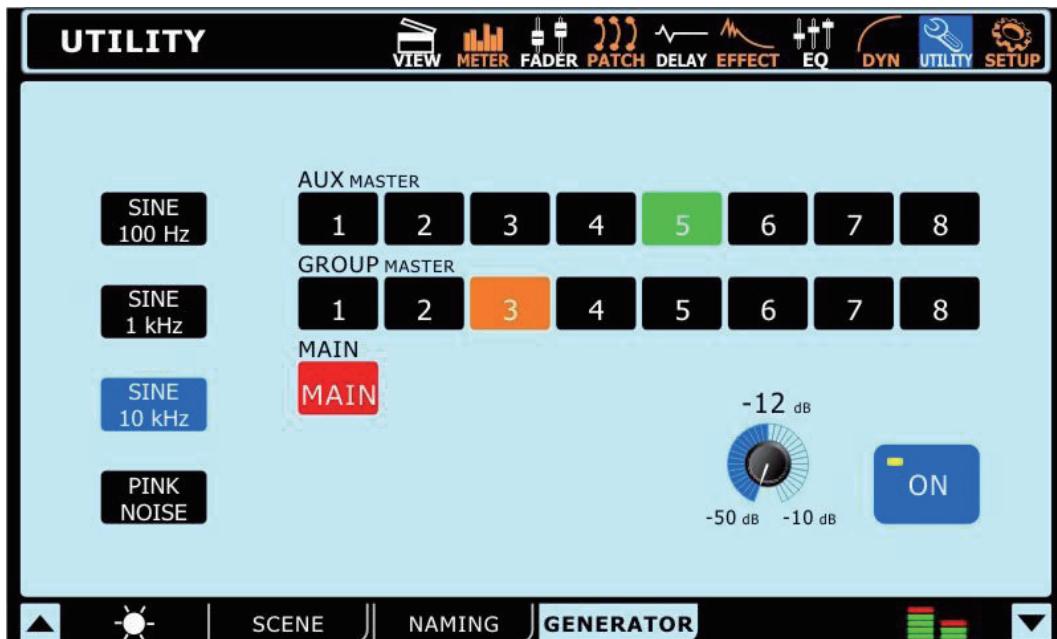 UTILITY
VIEW METER FADER PATCH DELAY EFFECT EQ DYN UTILITY SETUP
AUX MASTER
SINE
100 Hz
1 2 3 4 5 6 7 8
GROUP MASTER
SINE
1 kHz
1 2 3 4 5 6 7 8
MAIN
SINE
10 kHz
MAIN
-12 dB
PINK
NOISE
ON
-50 dB -10 dB
SCENE NAMING GENERATOR